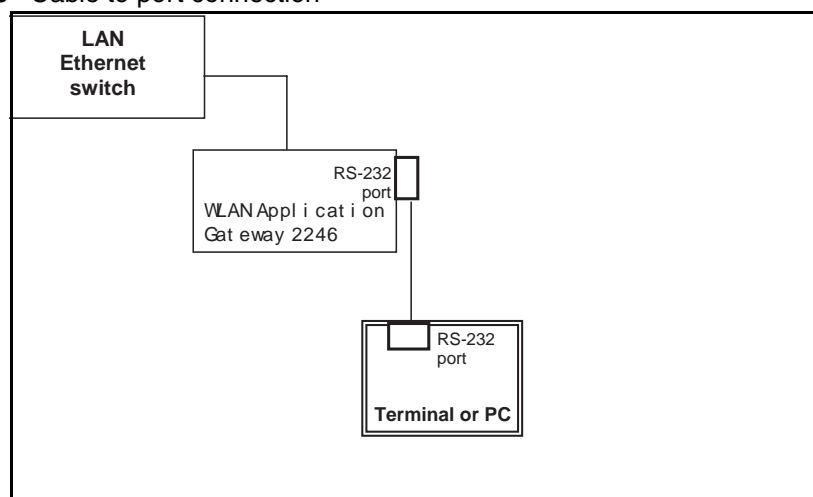 Cable to port connection
LAN
Ethernet
switch
RS-232
port
WLAN Application
Gateway 2246
RS-232
port
Terminal or PC